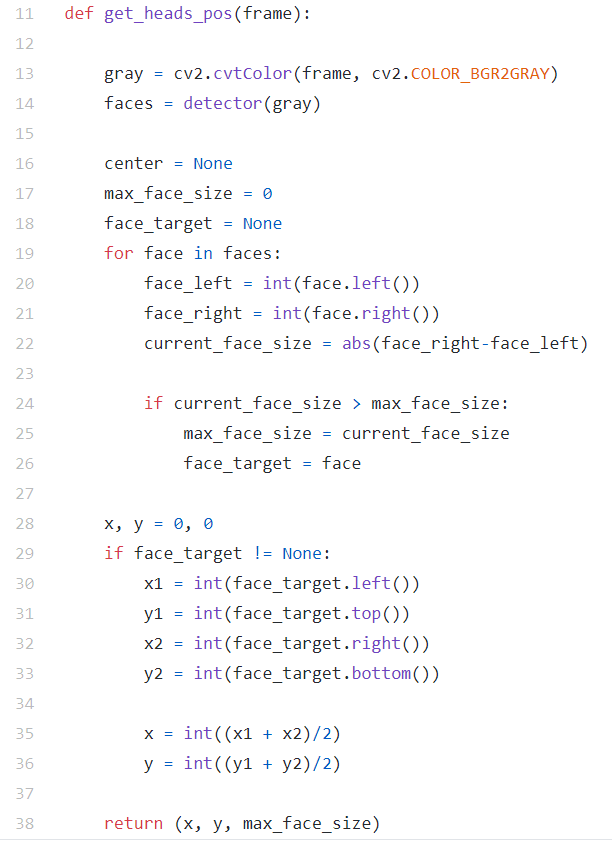 11 def get_heads_pos(frame):
12
13 gray = cv2.cvtColor(frame, cv2.COLOR_BGR2GRAY)
14 faces = detector(gray)
15
16 center = None
17 max_face_size = 0
18 face_target = None
19 for face in faces:
20 face_left = int(face.left())
21 face_right = int(face.right())
22 current_face_size = abs(face_right-face_left)
23
24 if current_face_size > max_face_size:
25 max_face_size = current_face_size
26 face_target = face
27
28 x, y = 0, 0
29 if face_target != None:
30 x1 = int(face_target.left())
31 y1 = int(face_target.top())
32 x2 = int(face_target.right())
33 y2 = int(face_target.bottom())
34
35 x = int((x1 + x2)/2)
36 y = int((y1 + y2)/2)
37
38 return (x, y, max_face_size)